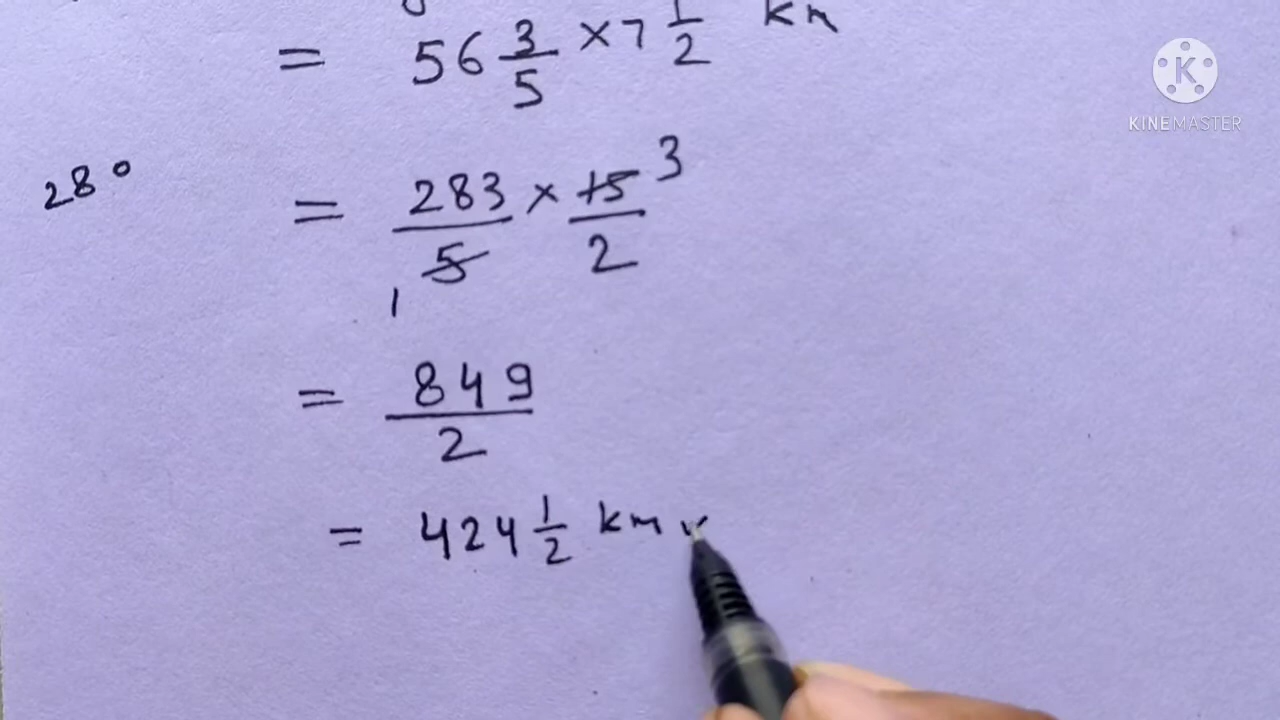 = 56 3/5 × 7 1/2 km
KINEMASTER
280
= 283/5 × 15/2 3
1
= 849/2
= 424 1/2 km